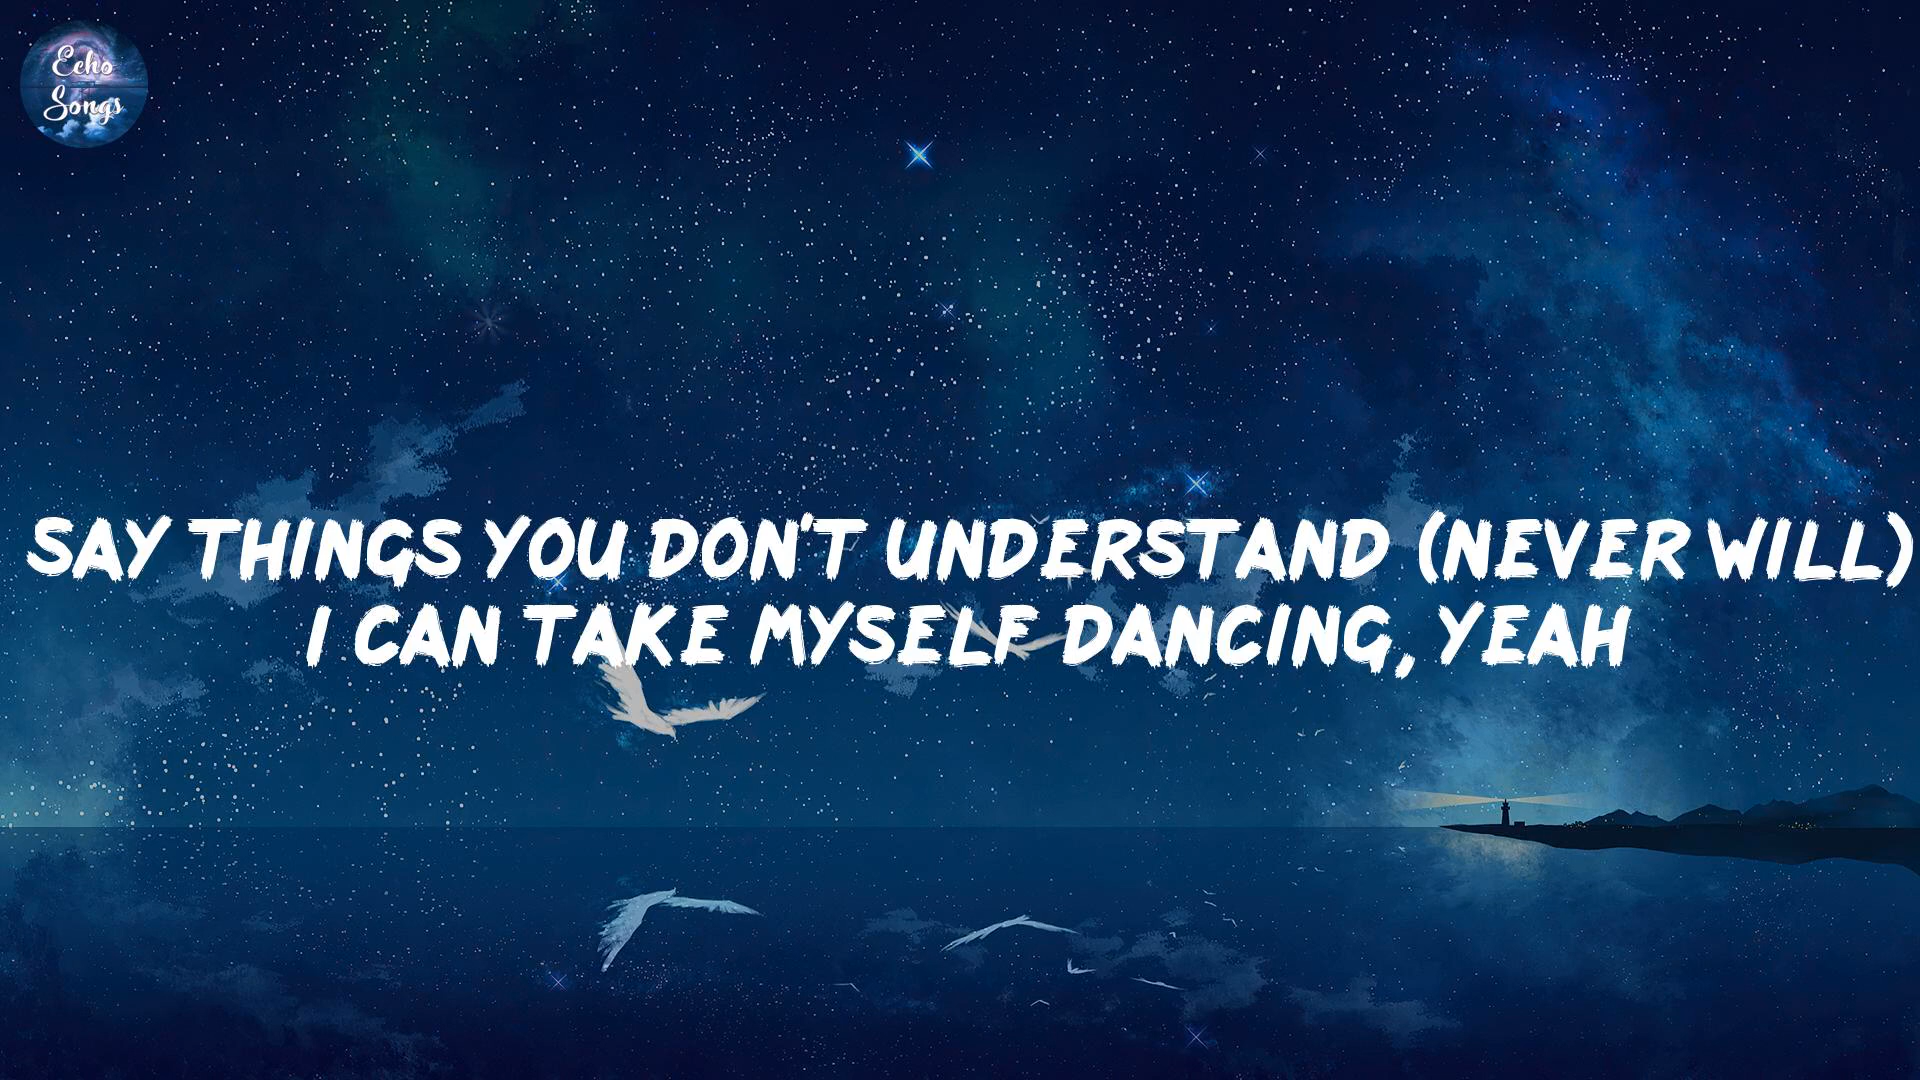 Echo
Songs
SAY THINGS YOU DON'T UNDERSTAND (NEVER WILL)
I CAN TAKE MYSELF DANCING, YEAH